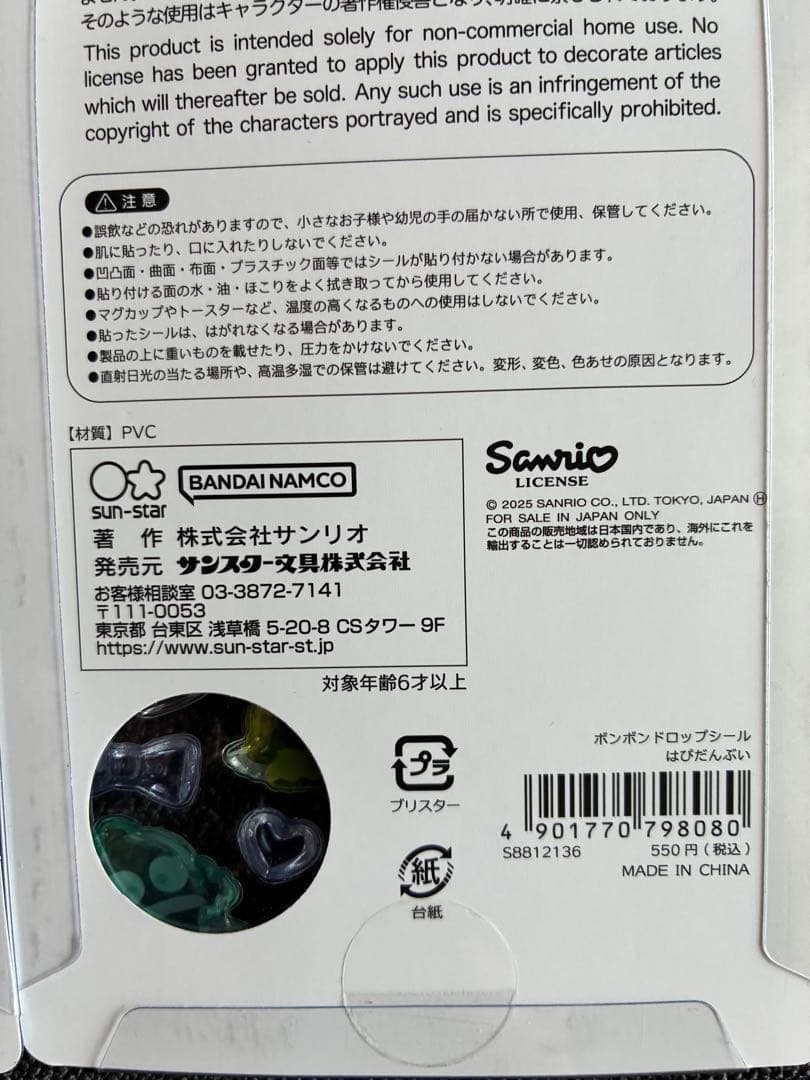 そのような使用はキャラクターの著作権侵害となり、明確に禁じられております。
This product is intended solely for non-commercial home use. No
license has been granted to apply this product to decorate articles
which will thereafter be sold. Any such use is an infringement of the
copyright of the characters portrayed and is specifically prohibited.
⚠ 注意
●誤飲などの恐れがありますので、小さなお子様や幼児の手の届かない所で使用、保管してください。
●肌に貼ったり、口に入れたりしないでください。
●凹凸面・曲面・布面・プラスチック面等ではシールが貼り付かない場合があります。
●貼り付ける面の水・油・ほこりをよく拭き取ってから使用してください。
●マグカップやトースターなど、温度の高くなるものへの使用はしないでください。
●貼ったシールは、はがれなくなる場合があります。
●製品の上に重いものを載せたり、圧力をかけないでください。
●直射日光の当たる場所や、高温多湿での保管は避けてください。変形、変色、色あせの原因となります。
【材質】PVC
sun-star
BANDAI NAMCO
著　作 株式会社サンリオ
発売元 サンスター文具株式会社
お客様相談室 03-3872-7141
〒111-0053
東京都 台東区 浅草橋 5-20-8 CSタワー 9F
https://www.sun-star-st.jp
Sanrio
LICENSE
© 2025 SANRIO CO., LTD. TOKYO, JAPAN Ⓗ
FOR SALE IN JAPAN ONLY
この商品の販売地域は日本国内であり、海外にこれを
輸出することは一切認められておりません。
対象年齢6才以上
プラ
ブリスター
紙
台紙
ボンボンドロップシール
はぴだんぶい
4 901770 798080
S8812136 550円(税込)
MADE IN CHINA